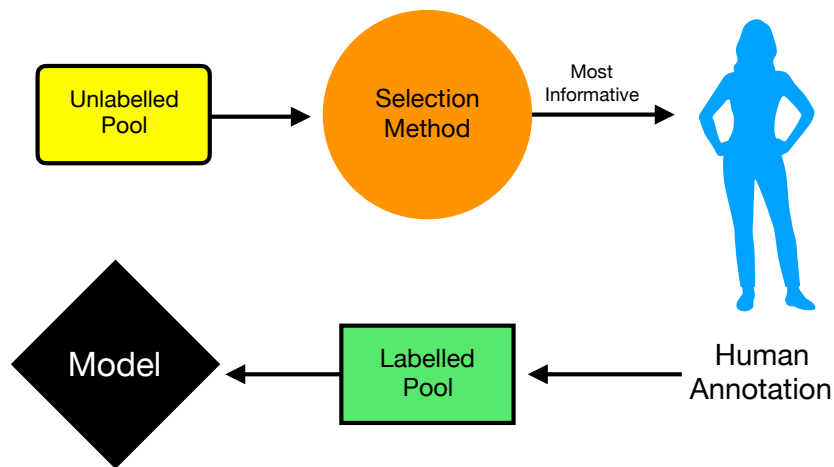 Unlabelled
Pool
Selection
Method
Most
Informative
Human
Annotation
Labelled
Pool
Model